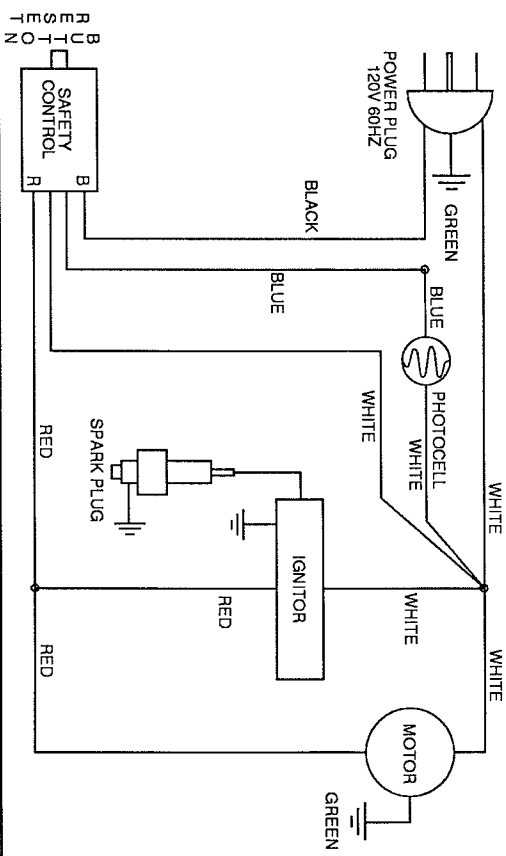 RESET
BUTTON
SAFETY
CONTROL
B
R
POWER PLUG
120V 60HZ
GREEN
BLACK
BLUE
BLUE
PHOTOCELL
WHITE
WHITE
WHITE
RED
SPARK PLUG
IGNITOR
RED
WHITE
RED
WHITE
MOTOR
GREEN